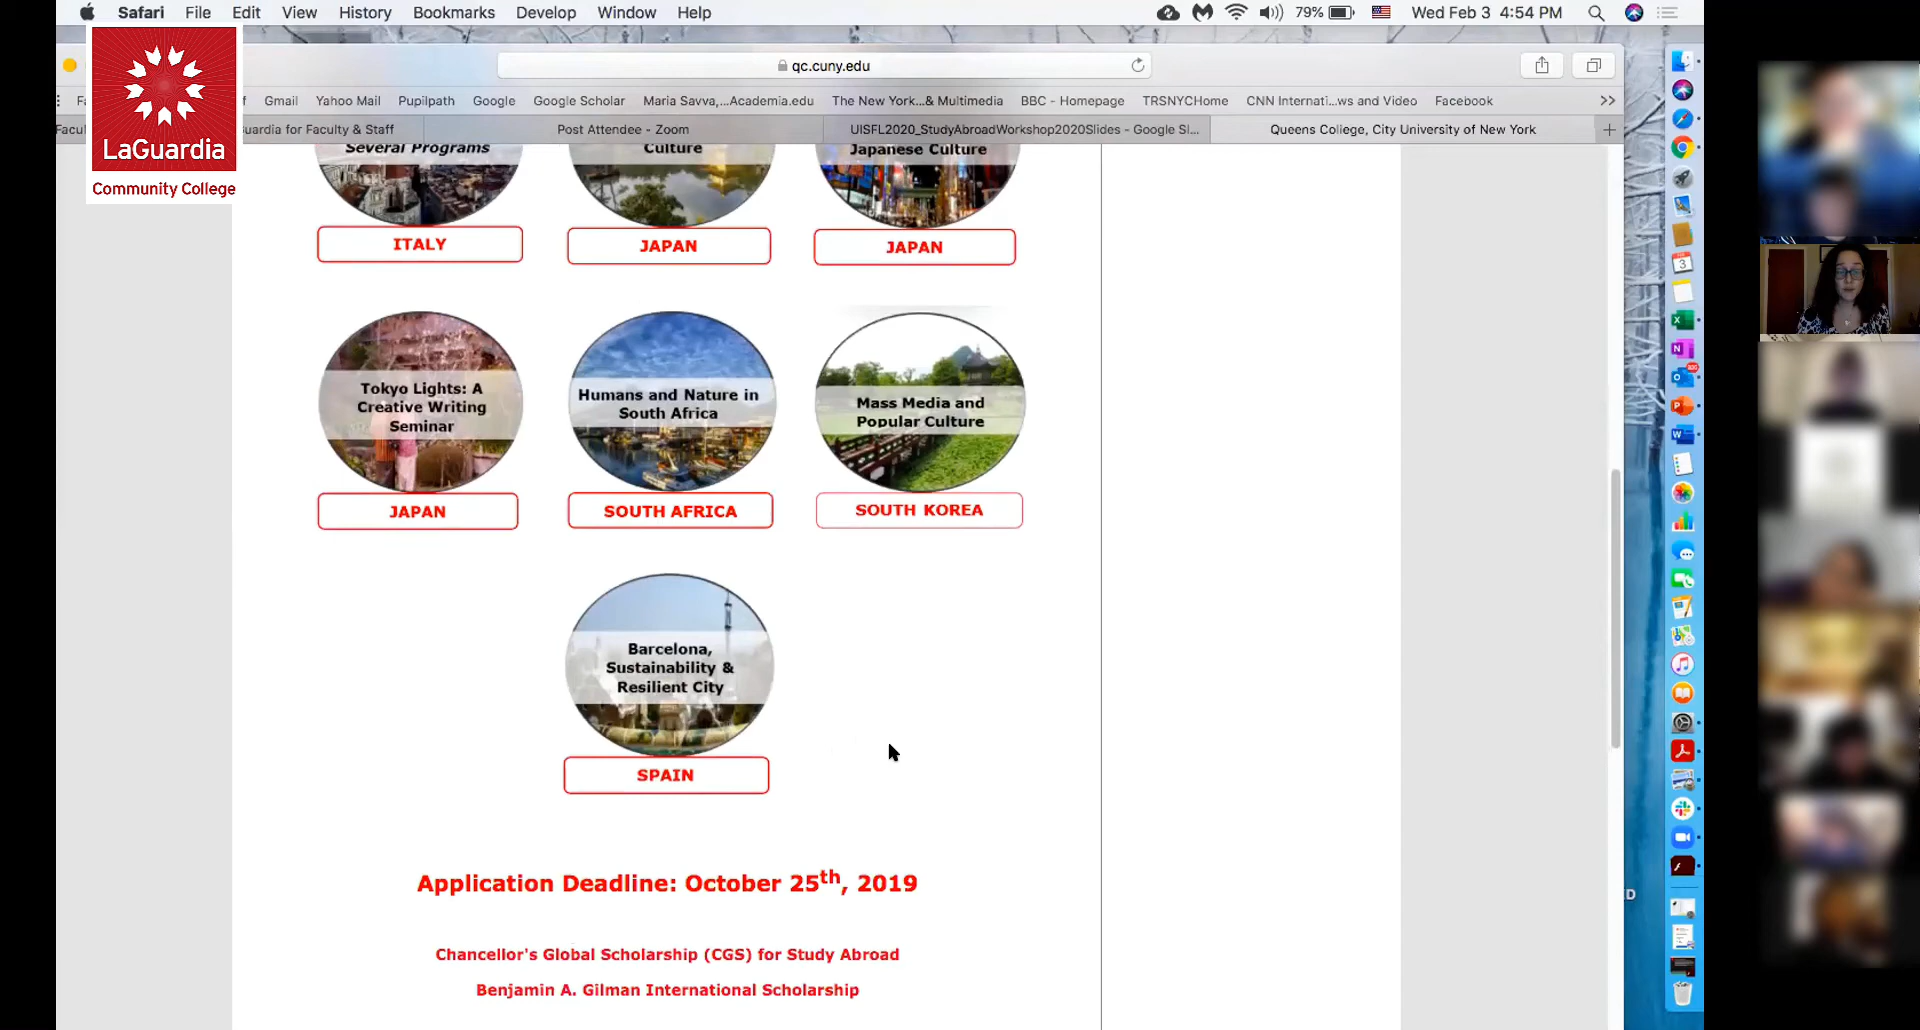 Safari File Edit View History Bookmarks Develop Window Help
79% Wed Feb 3 4:54 PM
LaGuardia
Community College
qc.cuny.edu
Gmail Yahoo Mail Pupilpath Google Google Scholar Maria Savva,...Academia.edu The New York...& Multimedia BBC - Homepage TRSNYCHome CNN Internati...ws and Video Facebook
Facul
uardia for Faculty & Staff
Post Attendee - Zoom
UISFL2020_StudyAbroadWorkshop2020Slides - Google Sl...
Queens College, City University of New York
Several Programs
Culture
Japanese Culture
ITALY
JAPAN
JAPAN
Tokyo Lights: A
Creative Writing
Seminar
Humans and Nature in
South Africa
Mass Media and
Popular Culture
JAPAN
SOUTH AFRICA
SOUTH KOREA
Barcelona,
Sustainability &
Resilient City
SPAIN
Application Deadline: October 25th, 2019
Chancellor's Global Scholarship (CGS) for Study Abroad
Benjamin A. Gilman International Scholarship